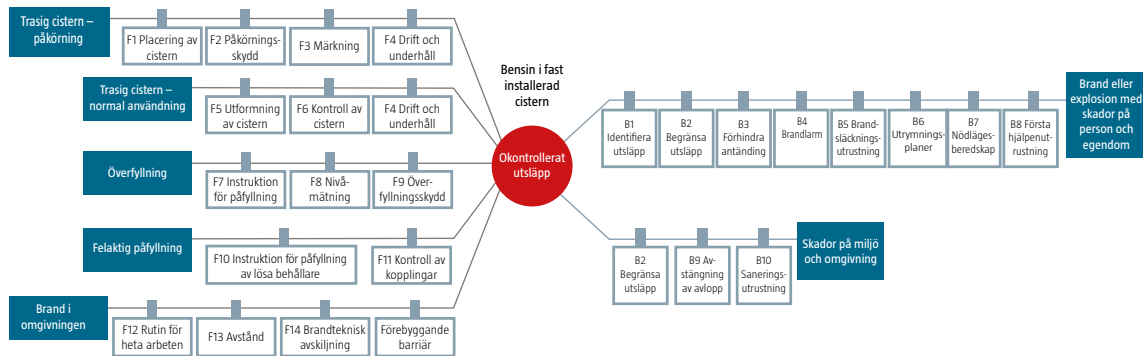 Trasig cistern –
påkörning
F1 Placering av
cistern
F2 Påkörnings-
skydd
F3 Märkning
F4 Drift och
underhåll
Trasig cistern –
normal användning
F5 Utformning
av cistern
F6 Kontroll av
cistern
F4 Drift och
underhåll
Överfyllning
F7 Instruktion
för påfyllning
F8 Nivå-
mätning
F9 Över-
fyllningsskydd
Felaktig påfyllning
F10 Instruktion för påfyllning
av lösa behållare
F11 Kontroll av
kopplingar
Brand i
omgivningen
F12 Rutin för
heta arbeten
F13 Avstånd
F14 Brandteknisk
avskiljning
Förebyggande
barriär
Bensin i fast
installerad
cistern
Okontrollerat
utsläpp
B1
Identifiera
utsläpp
B2
Begränsa
utsläpp
B3
Förhindra
antänding
B4
Brandlarm
B5 Brand-
släcknings-
utrustning
B6
Utrymnings-
planer
B7
Nödläges-
beredskap
B8 Första
hjälpenut-
rustning
Brand eller
explosion med
skador på
person och
egendom
B2
Begränsa
utsläpp
B9 Av-
stängning
av avlopp
B10
Sanerings-
utrustning
Skador på miljö
och omgivning